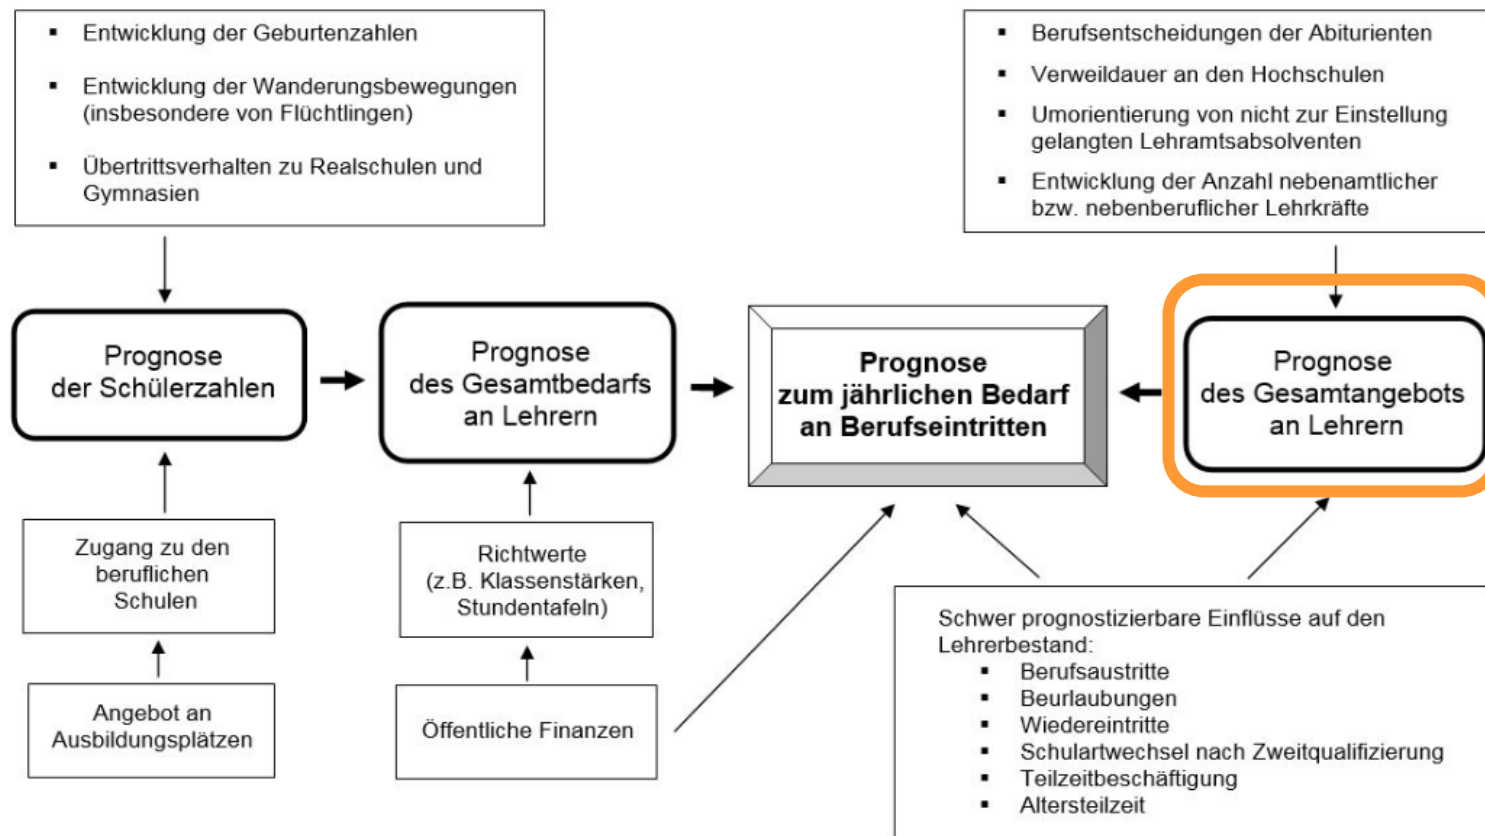 ▪ Entwicklung der Geburtenzahlen
▪ Entwicklung der Wanderungsbewegungen
(insbesondere von Flüchtlingen)
▪ Übertrittsverhalten zu Realschulen und
Gymnasien
▪ Berufsentscheidungen der Abiturienten
▪ Verweildauer an den Hochschulen
▪ Umorientierung von nicht zur Einstellung
gelangten Lehramtsabsolventen
▪ Entwicklung der Anzahl nebenamtlicher
bzw. nebenberuflicher Lehrkräfte
Prognose
der Schülerzahlen
Prognose
des Gesamtbedarfs
an Lehrern
Prognose
zum jährlichen Bedarf
an Berufseintritten
Prognose
des Gesamtangebots
an Lehrern
Zugang zu den
beruflichen
Schulen
Richtwerte
(z.B. Klassenstärken,
Stundentafeln)
Angebot an
Ausbildungsplätzen
Öffentliche Finanzen
Schwer prognostizierbare Einflüsse auf den
Lehrerbestand:
▪ Berufsaustritte
▪ Beurlaubungen
▪ Wiedereintritte
▪ Schulartwechsel nach Zweitqualifizierung
▪ Teilzeitbeschäftigung
▪ Altersteilzeit